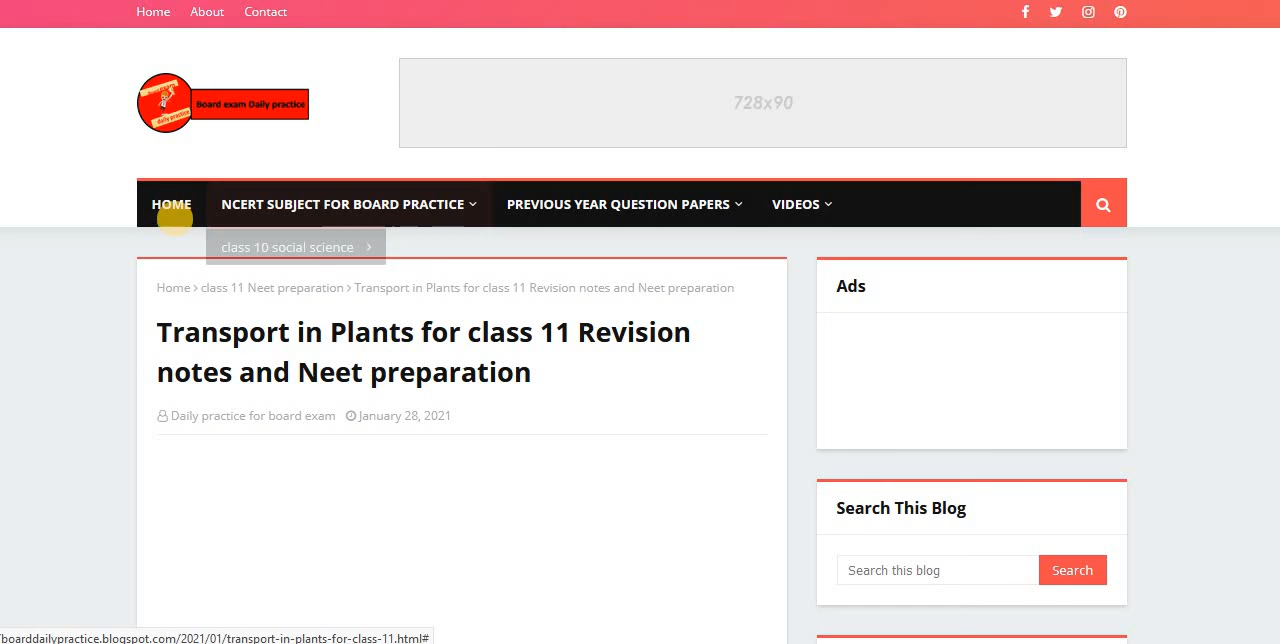 Home About Contact
Board exam Daily practice
daily practice
728x90
HOME NCERT SUBJECT FOR BOARD PRACTICE PREVIOUS YEAR QUESTION PAPERS VIDEOS
class 10 social science
Home > class 11 Neet preparation > Transport in Plants for class 11 Revision notes and Neet preparation
Transport in Plants for class 11 Revision
notes and Neet preparation
Daily practice for board exam January 28, 2021
Ads
Search This Blog
Search this blog Search
boarddailypractice.blogspot.com/2021/01/transport-in-plants-for-class-11.html#